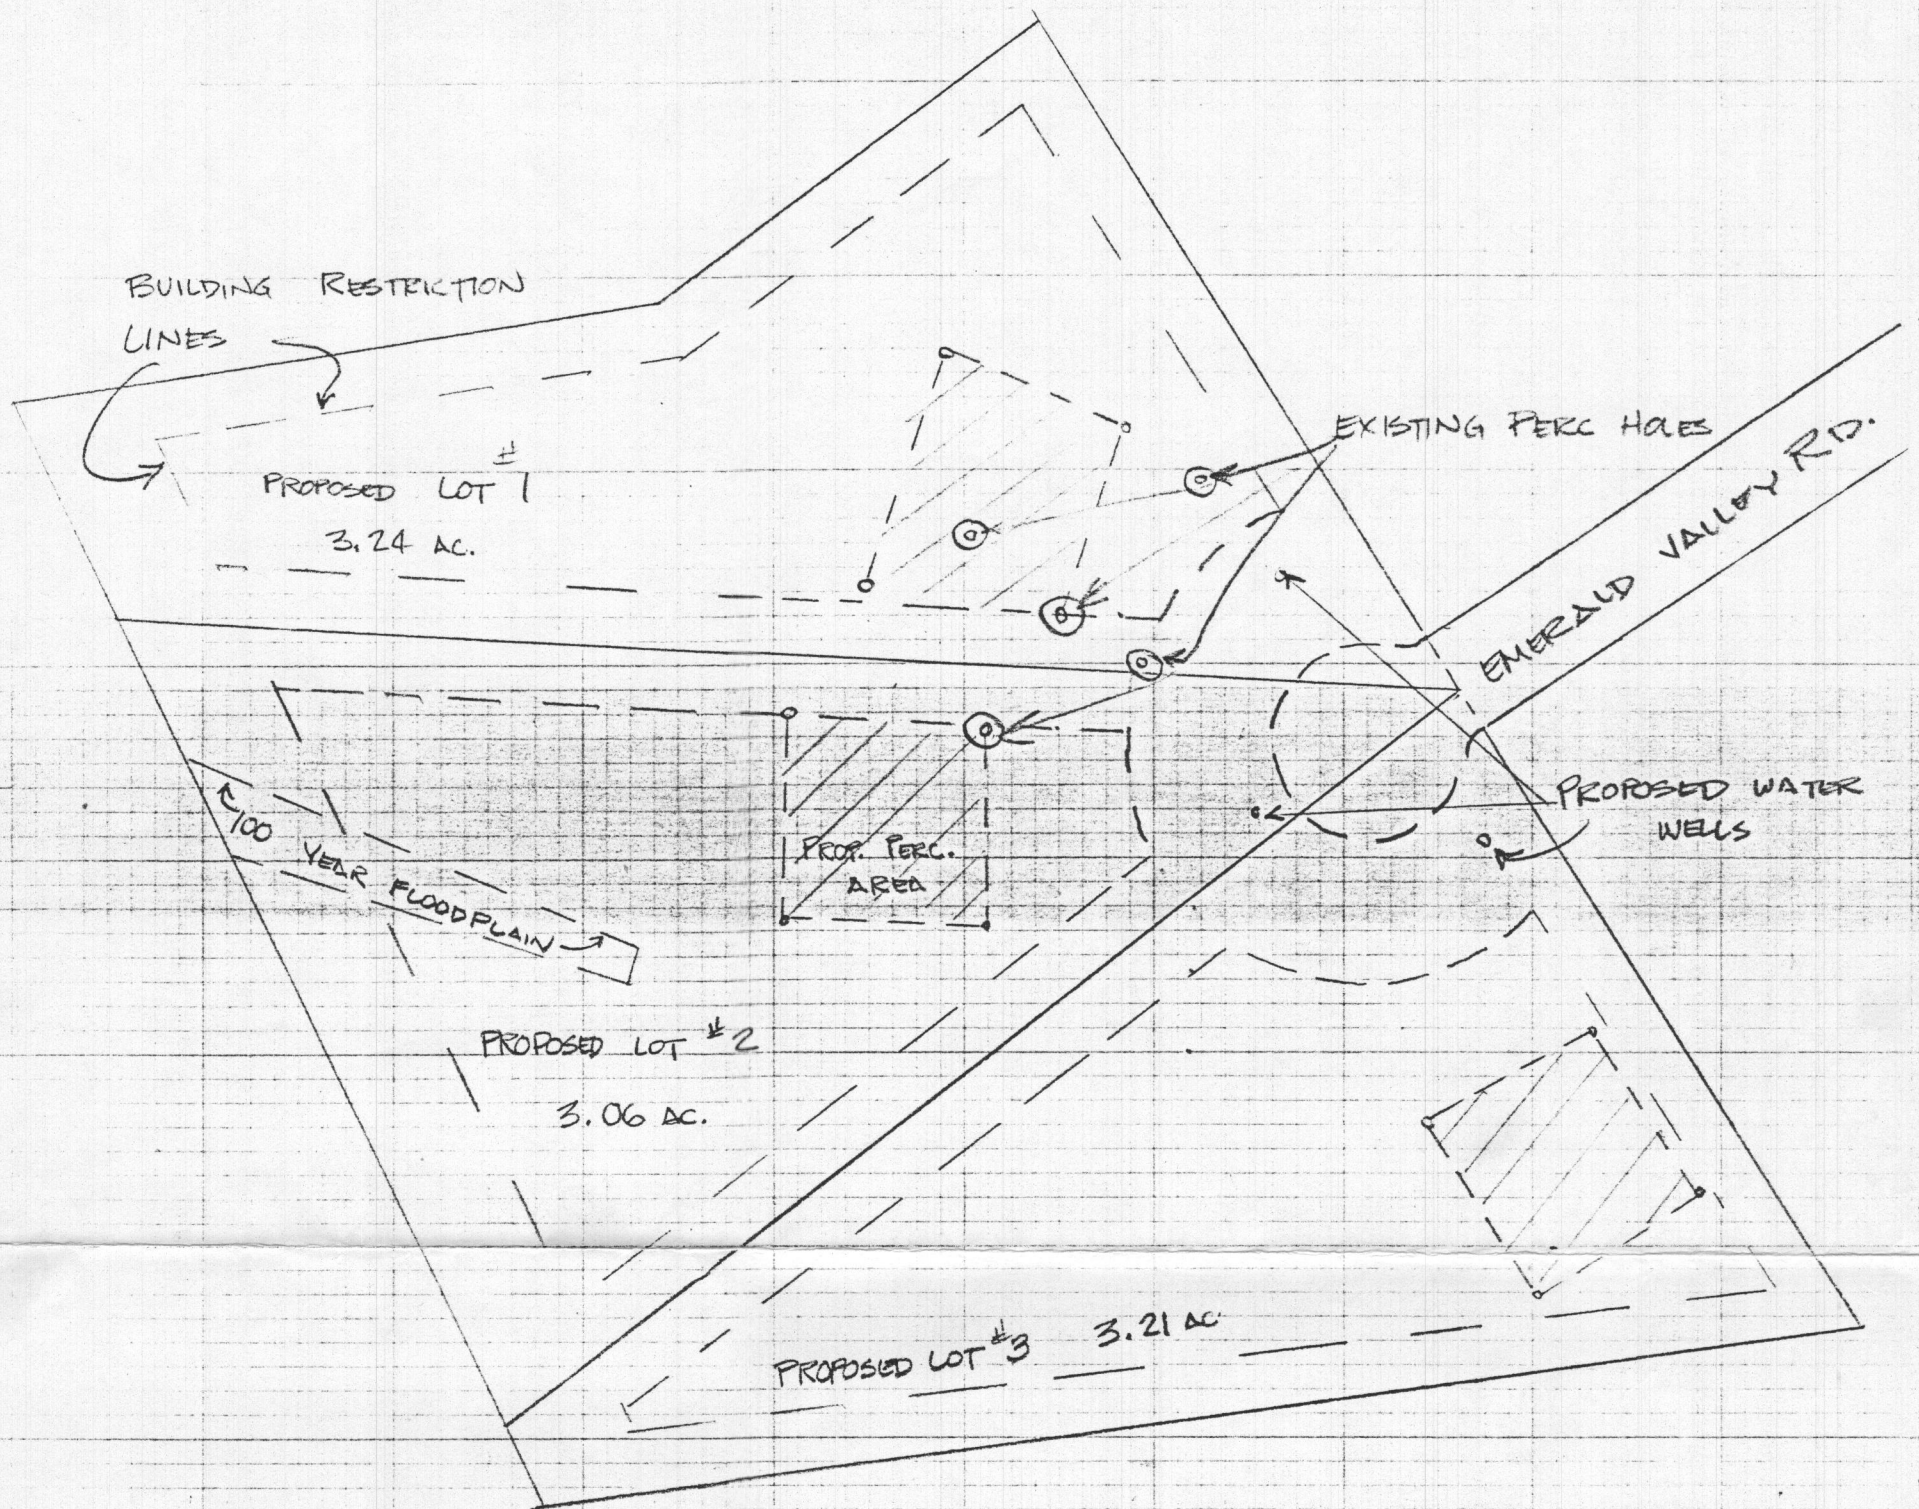 BUILDING RESTRICTION
LINES
PROPOSED LOT #1
3.24 AC.
EXISTING PERC HOLES
EMERALD VALLEY RD.
PROPOSED WATER
WELLS
PROP. PERC.
AREA
100 YEAR FLOODPLAIN
PROPOSED LOT #2
3.06 AC.
PROPOSED LOT #3 3.21 AC